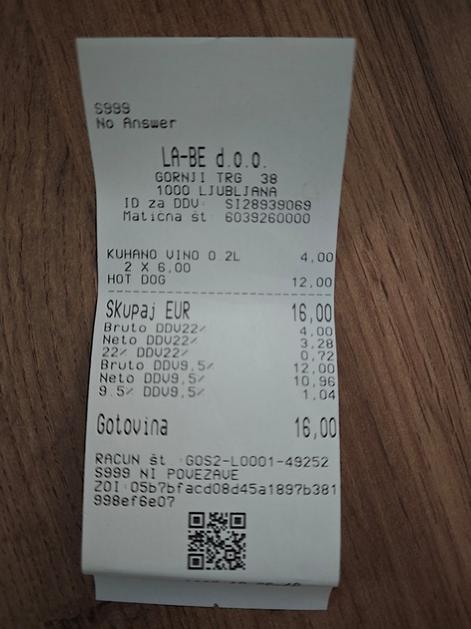 S999
No Answer
LA-BE d.o.o.
GORNJI TRG 38
1000 LJUBLJANA
ID za DDV: SI28939069
Matična št: 6039260000
KUHANO VINO 0 2L 4,00
2 X 6,00
HOT DOG 12,00
Skupaj EUR 16,00
Bruto DDV22% 4,00
Neto DDV22% 3,28
22% DDV22% 0,72
Bruto DDV9,5% 12,00
Neto DDV9,5% 10,96
9.5% DDV9,5% 1,04
Gotovina 16,00
RACUN št :GOS2-L0001-49252
S999 NI POVEZAVE
ZOI:05b7bfacd08d45a1897b381
998ef6e07